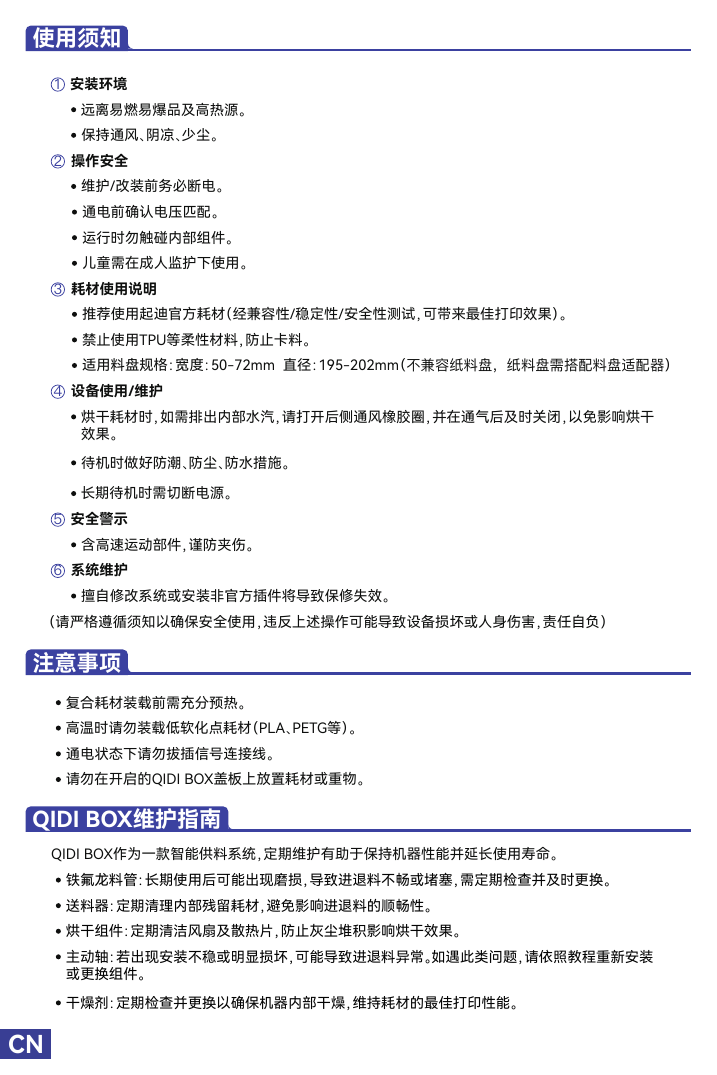 使用须知
① 安装环境
• 远离易燃易爆品及高热源。
• 保持通风、阴凉、少尘。
② 操作安全
• 维护/改装前务必断电。
• 通电前确认电压匹配。
• 运行时勿触碰内部组件。
• 儿童需在成人监护下使用。
③ 耗材使用说明
• 推荐使用起迪官方耗材(经兼容性/稳定性/安全性测试,可带来最佳打印效果)。
• 禁止使用TPU等柔性材料,防止卡料。
• 适用料盘规格:宽度:50-72mm 直径:195-202mm(不兼容纸料盘，纸料盘需搭配料盘适配器)
④ 设备使用/维护
• 烘干耗材时,如需排出内部水汽,请打开后侧通风橡胶圈,并在通气后及时关闭,以免影响烘干
效果。
• 待机时做好防潮、防尘、防水措施。
• 长期待机时需切断电源。
⑤ 安全警示
• 含高速运动部件,谨防夹伤。
⑥ 系统维护
• 擅自修改系统或安装非官方插件将导致保修失效。
(请严格遵循须知以确保安全使用,违反上述操作可能导致设备损坏或人身伤害,责任自负)
注意事项
• 复合耗材装载前需充分预热。
• 高温时请勿装载低软化点耗材(PLA、PETG等)。
• 通电状态下请勿拔插信号连接线。
• 请勿在开启的QIDI BOX盖板上放置耗材或重物。
QIDI BOX维护指南
QIDI BOX作为一款智能供料系统,定期维护有助于保持机器性能并延长使用寿命。
• 铁氟龙料管:长期使用后可能出现磨损,导致进退料不畅或堵塞,需定期检查并及时更换。
• 送料器:定期清理内部残留耗材,避免影响进退料的顺畅性。
• 烘干组件:定期清洁风扇及散热片,防止灰尘堆积影响烘干效果。
• 主动轴:若出现安装不稳或明显损坏,可能导致进退料异常。如遇此类问题,请依照教程重新安装
或更换组件。
• 干燥剂:定期检查并更换以确保机器内部干燥,维持耗材的最佳打印性能。
CN